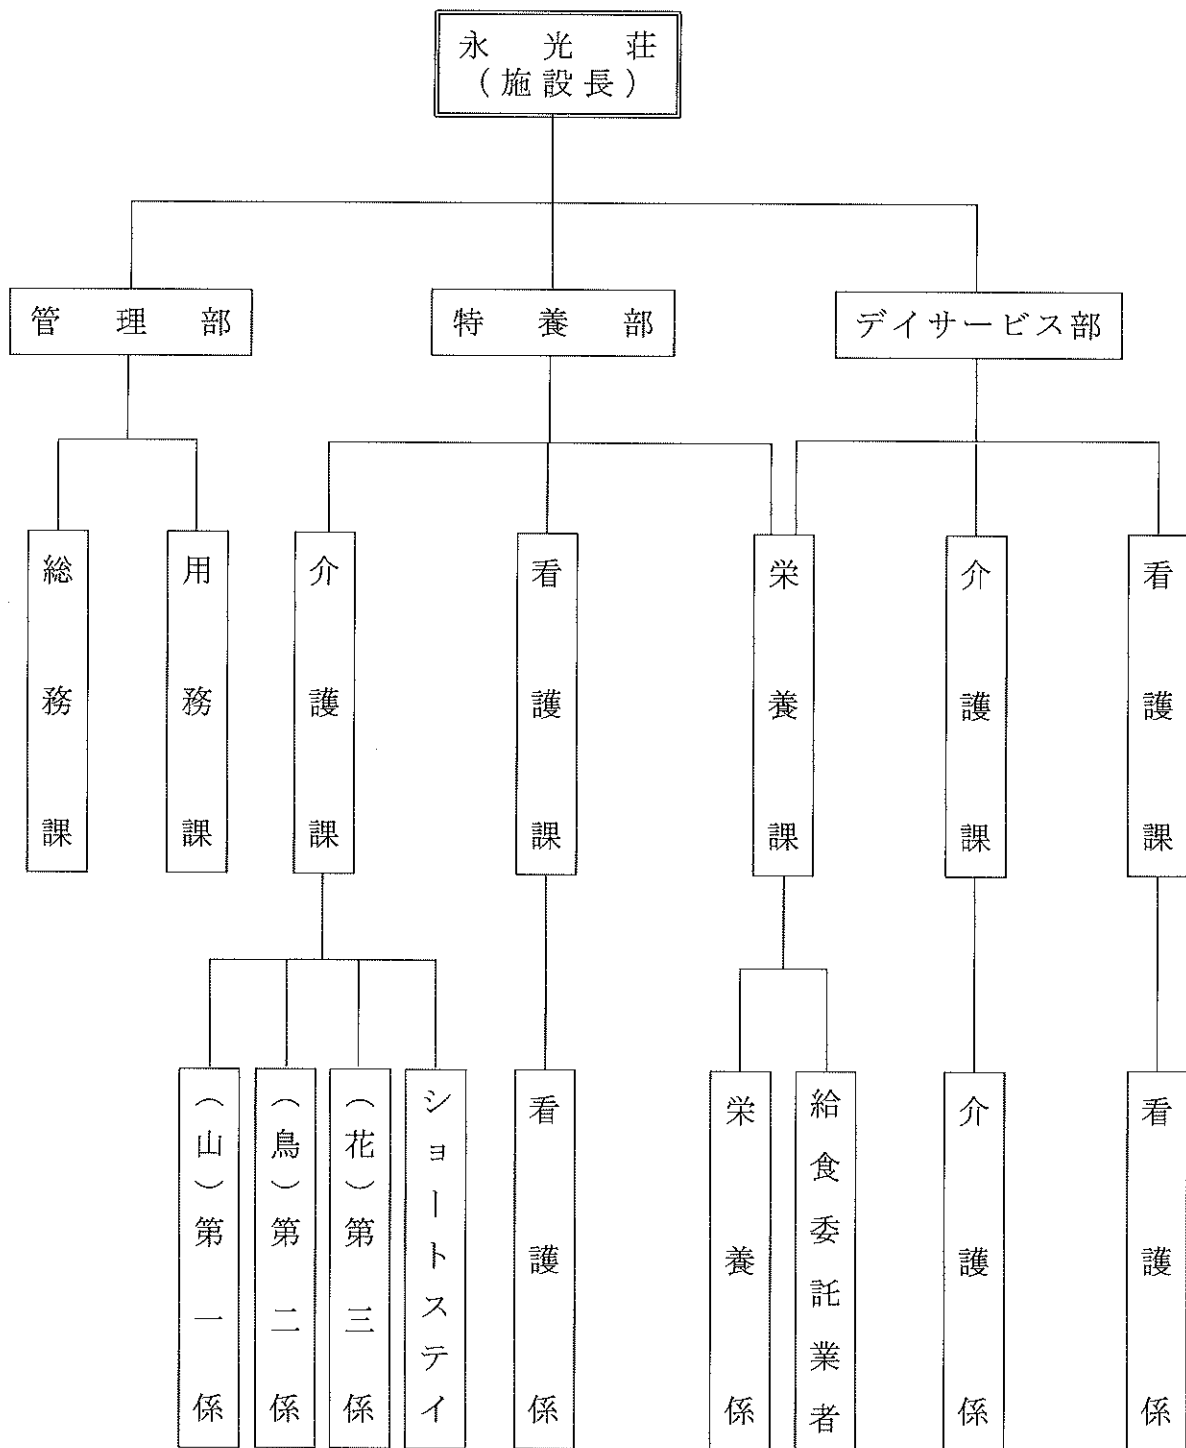 永光荘
（施設長）
管理部
特養部
デイサービス部
総務課
用務課
介護課
看護課
栄養課
介護課
看護課
（山）第一係
（鳥）第二係
（花）第三係
ショートステイ
看護係
栄養係
給食委託業者
介護係
看護係